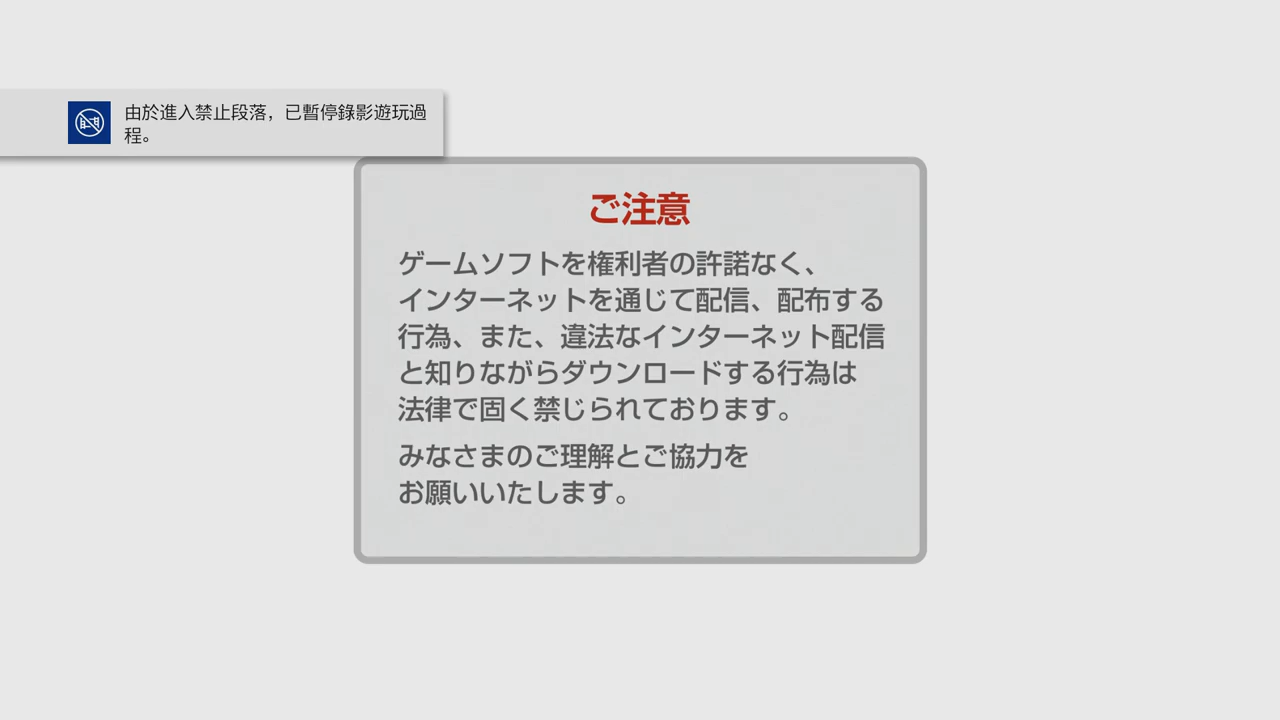 由於進入禁止段落，已暫停錄影遊玩過
程。
ご注意
ゲームソフトを権利者の許諾なく、
インターネットを通じて配信、配布する
行為、また、違法なインターネット配信
と知りながらダウンロードする行為は
法律で固く禁じられております。
みなさまのご理解とご協力を
お願いいたします。